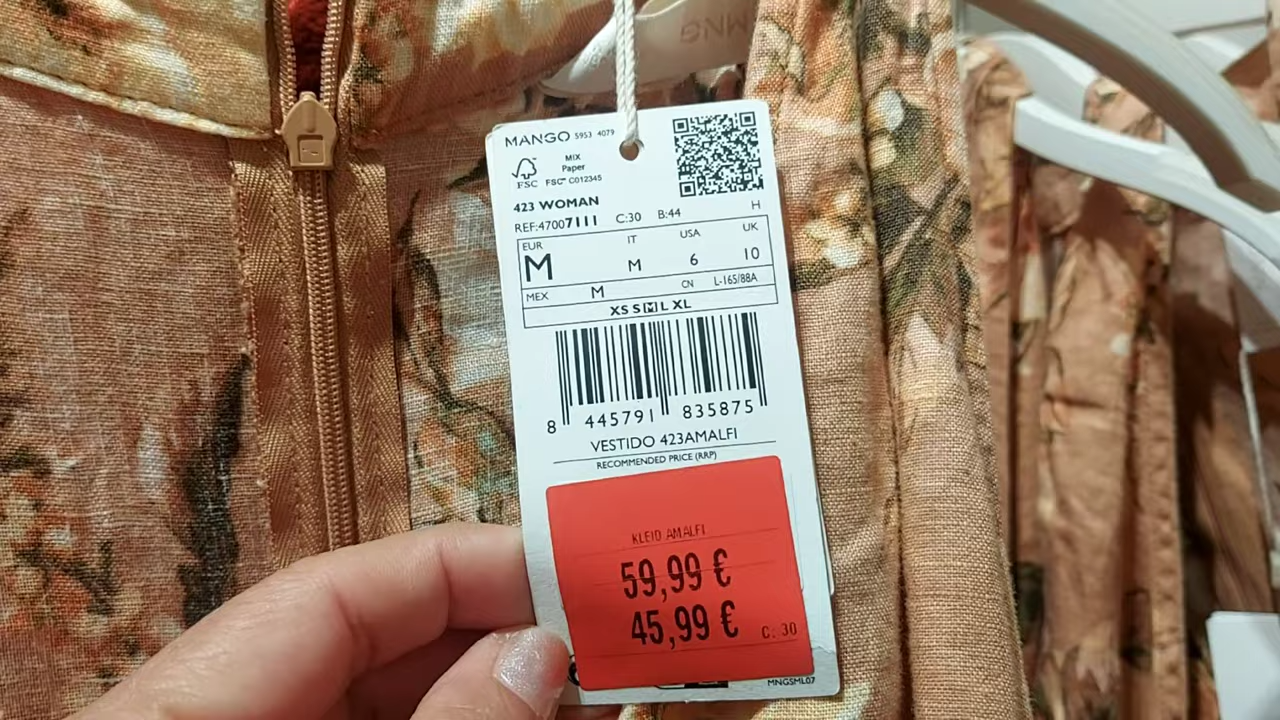 MNG
MANGO 5953 4079
MIX
Paper
FSC FSC™ C012345
423 WOMAN
REF:47007111 C:30 B:44 H
EUR IT USA UK
M M 6 10
MEX M CN L-165/88A
XS S M L XL
8 445791 835875
VESTIDO 423AMALFI
RECOMMENDED PRICE (RRP)
KLEID AMALFI
59,99 €
45,99 € C: 30
MNGSML07